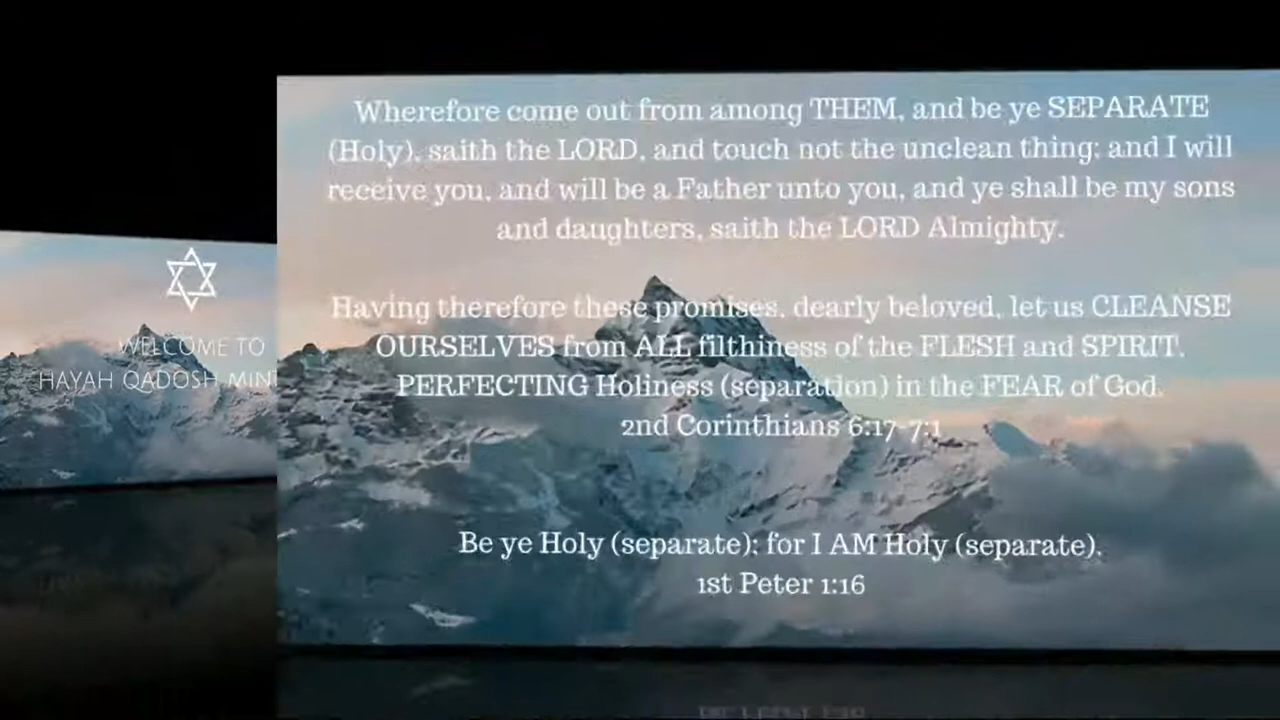 WELCOME TO
HAYAH QADOSH MIN
Wherefore come out from among THEM, and be ye SEPARATE
(Holy), saith the LORD, and touch not the unclean thing; and I will
receive you, and will be a Father unto you, and ye shall be my sons
and daughters, saith the LORD Almighty.
Having therefore these promises, dearly beloved, let us CLEANSE
OURSELVES from ALL filthiness of the FLESH and SPIRIT,
PERFECTING Holiness (separation) in the FEAR of God.
2nd Corinthians 6:17-7:1
Be ye Holy (separate); for I AM Holy (separate).
1st Peter 1:16